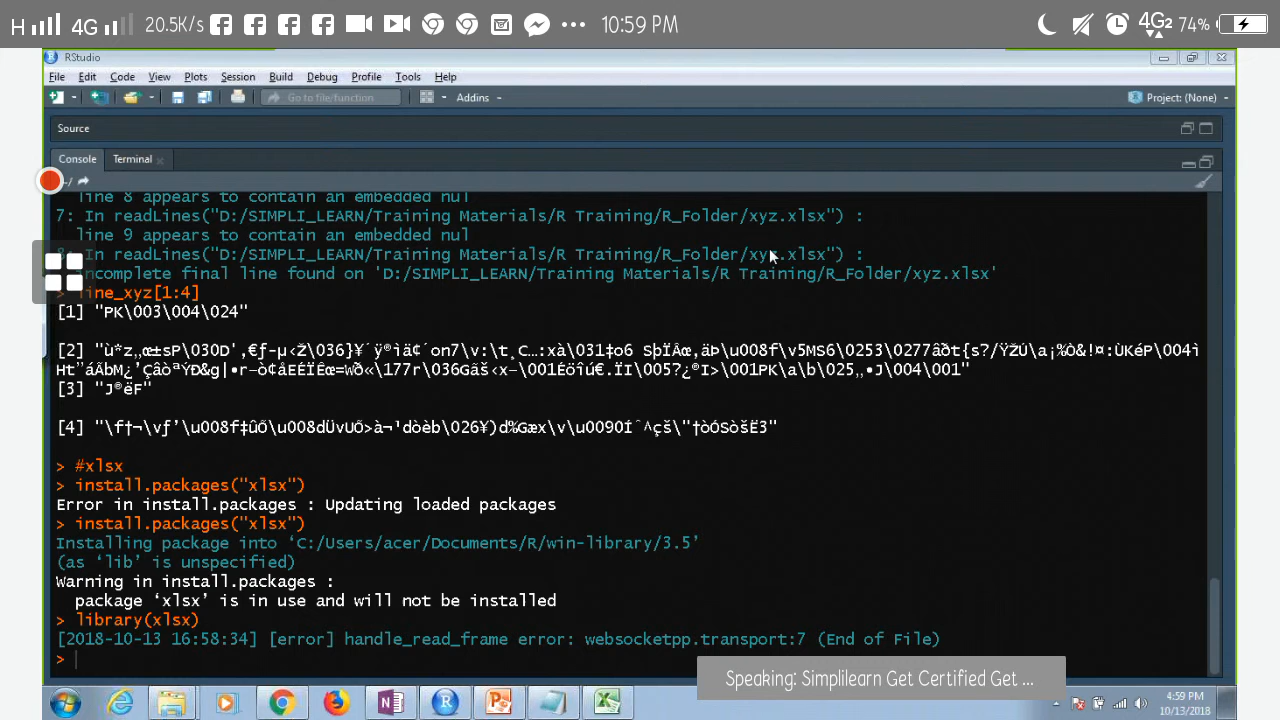 H 4G 20.5K/s 10:59 PM 4G2 74%
RStudio
File Edit Code View Plots Session Build Debug Profile Tools Help
Go to file/function Addins Project: (None)
Source
Console Terminal
~/
line 8 appears to contain an embedded nul
7: In readLines("D:/SIMPLI_LEARN/Training Materials/R Training/R_Folder/xyz.xlsx") :
line 9 appears to contain an embedded nul
In readLines("D:/SIMPLI_LEARN/Training Materials/R Training/R_Folder/xyz.xlsx") :
incomplete final line found on 'D:/SIMPLI_LEARN/Training Materials/R Training/R_Folder/xyz.xlsx'
> line_xyz[1:4]
[1] "PK\003\004\024"
[2]
[3] "J®ëF"
[4]
> #xlsx
> install.packages("xlsx")
Error in install.packages : Updating loaded packages
> install.packages("xlsx")
Installing package into ‘C:/Users/acer/Documents/R/win-library/3.5’
(as ‘lib’ is unspecified)
Warning in install.packages :
package ‘xlsx’ is in use and will not be installed
> library(xlsx)
[2018-10-13 16:58:34] [error] handle_read_frame error: websocketpp.transport:7 (End of File)
>
Speaking: Simplilearn Get Certified Get ...
4:59 PM
10/13/2018